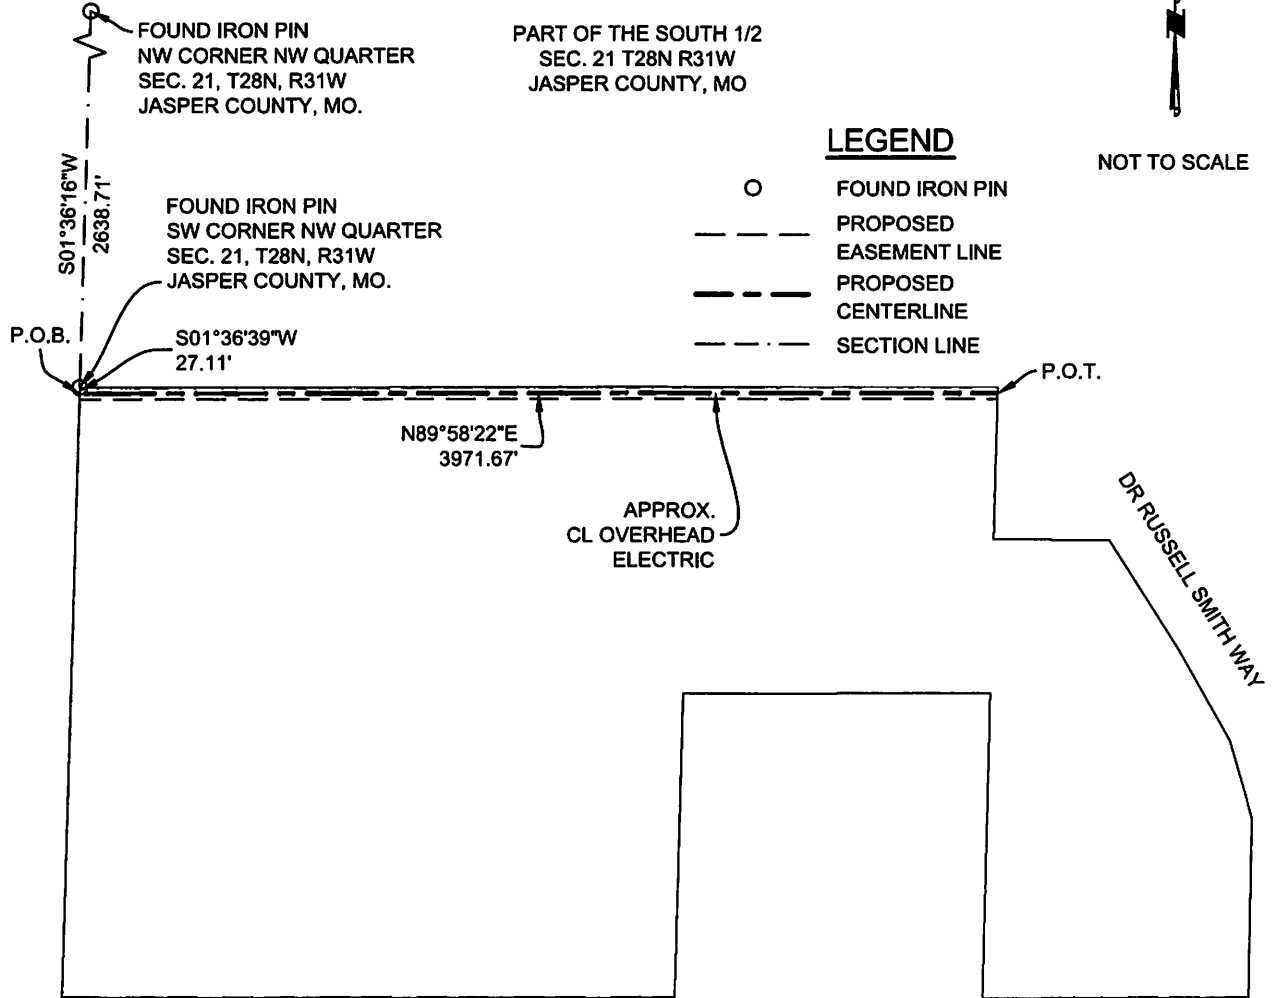 FOUND IRON PIN
NW CORNER NW QUARTER
SEC. 21, T28N, R31W
JASPER COUNTY, MO.
PART OF THE SOUTH 1/2
SEC. 21 T28N R31W
JASPER COUNTY, MO
N
NOT TO SCALE
LEGEND
FOUND IRON PIN
PROPOSED
EASEMENT LINE
PROPOSED
CENTERLINE
SECTION LINE
S01°36'16"W
2638.71'
FOUND IRON PIN
SW CORNER NW QUARTER
SEC. 21, T28N, R31W
JASPER COUNTY, MO.
P.O.B.
S01°36'39"W
27.11'
P.O.T.
N89°58'22"E
3971.67'
APPROX.
CL OVERHEAD
ELECTRIC
DR RUSSELL SMITH WAY